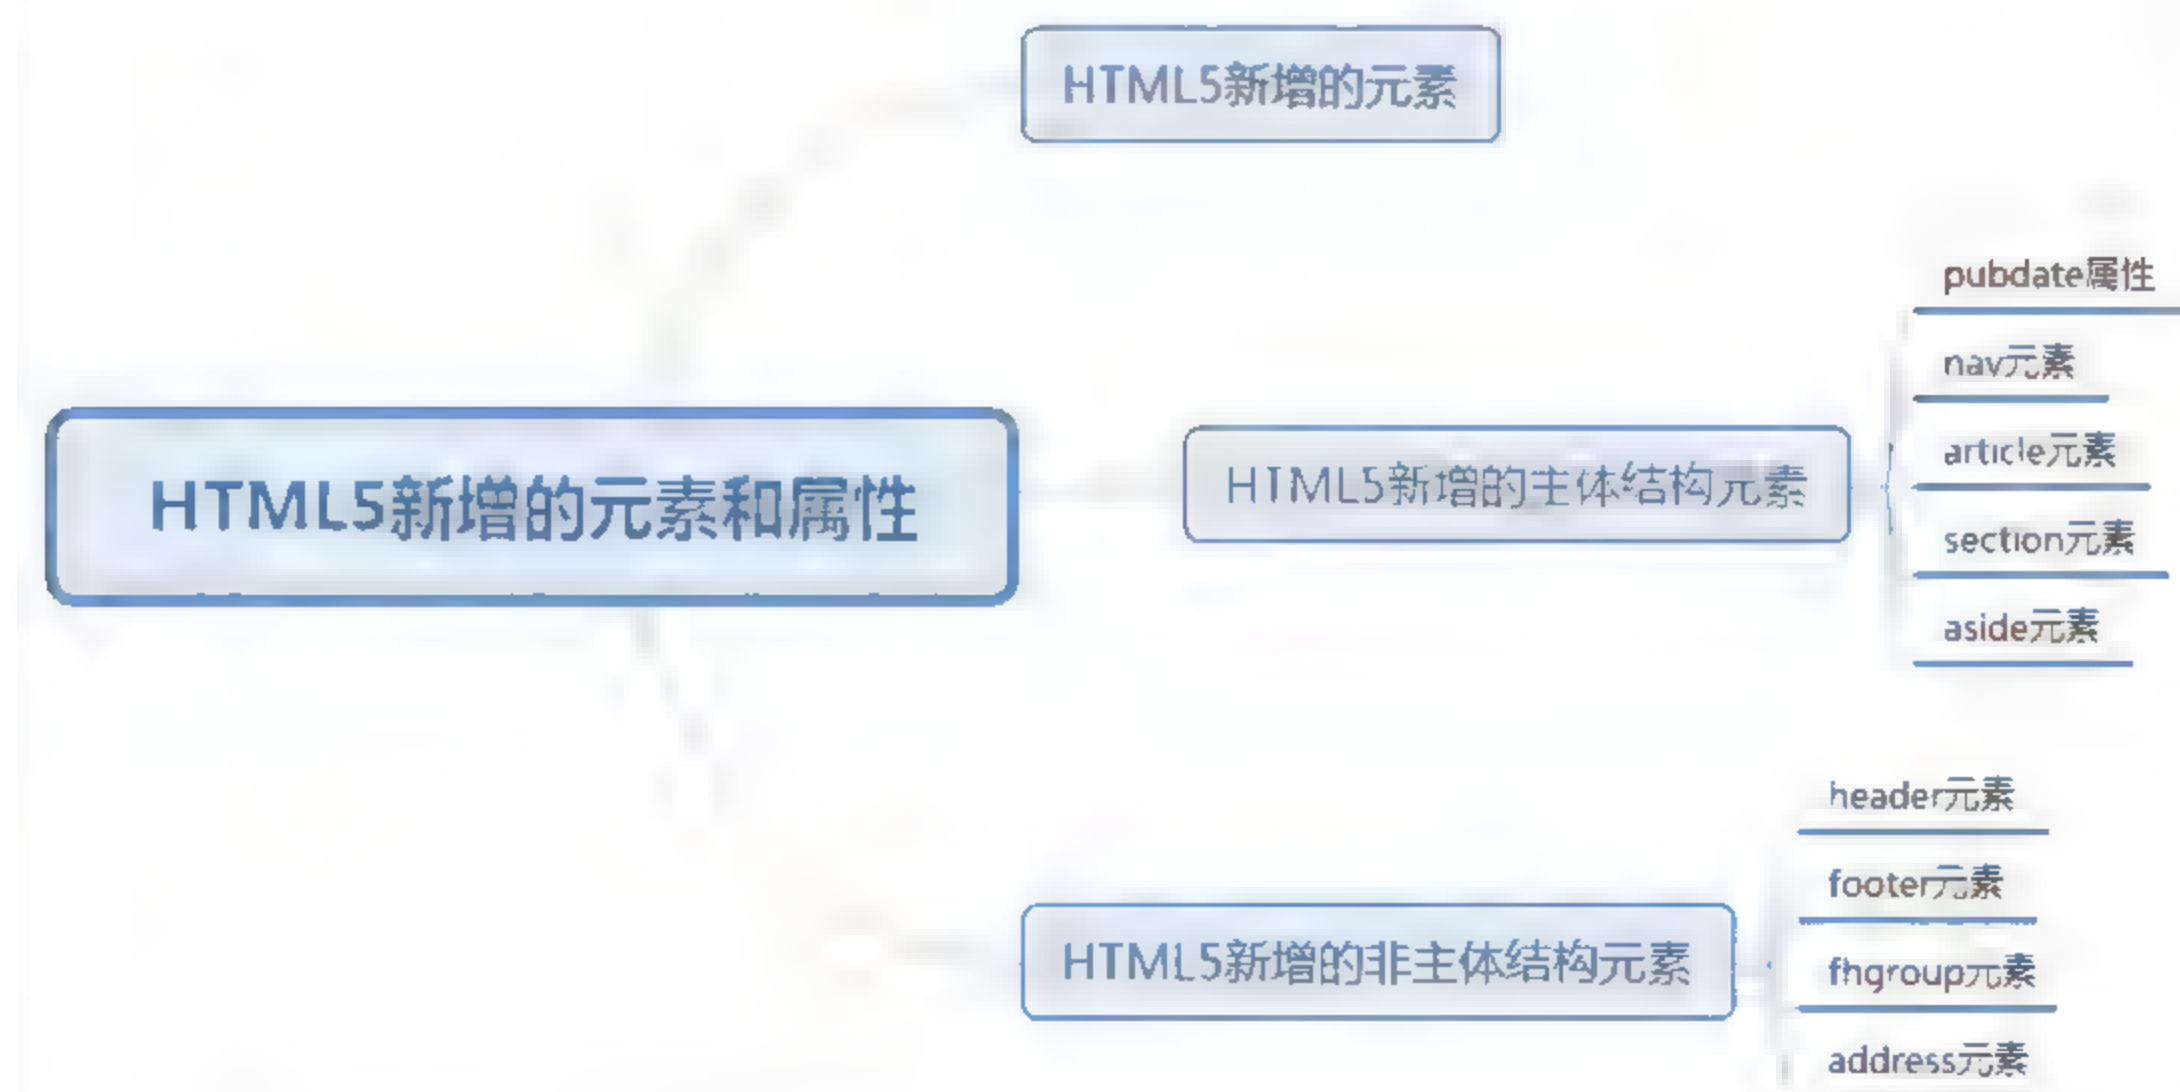 HTML5新增的元素
pubdate属性
nav元素
article元素
HTML5新增的主体结构元素
HTML5新增的元素和属性
section元素
aside元素
header元素
footer元素
HTML5新增的非主体结构元素
fhgroup元素
address元素